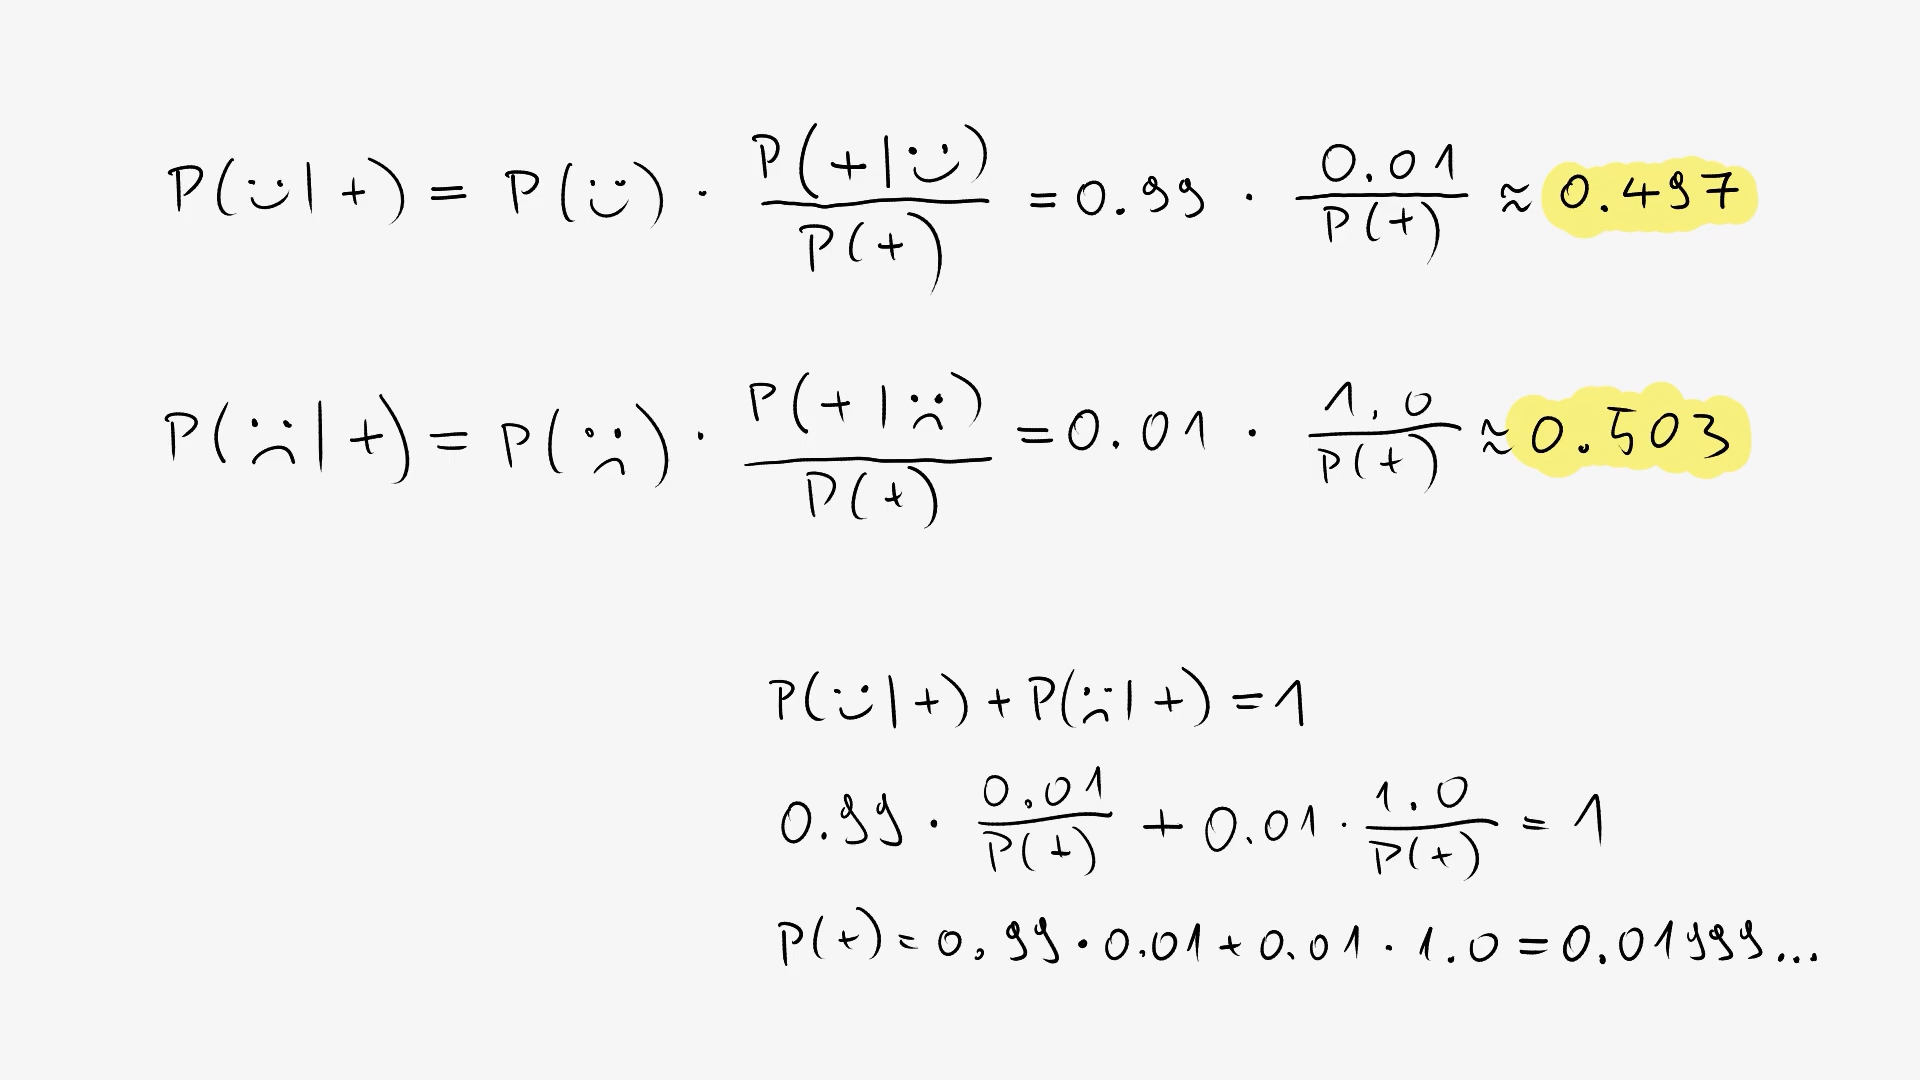 P(☺|+) = P(☺) · P(+|☺)/P(+) = 0.99 · 0.01/P(+) ≈ 0.497
P(☹|+) = P(☹) · P(+|☹)/P(+) = 0.01 · 1.0/P(+) ≈ 0.503
P(☺|+) + P(☹|+) = 1
0.99 · 0.01/P(+) + 0.01 · 1.0/P(+) = 1
P(+) = 0,99 · 0.01 + 0.01 · 1.0 = 0.01999...